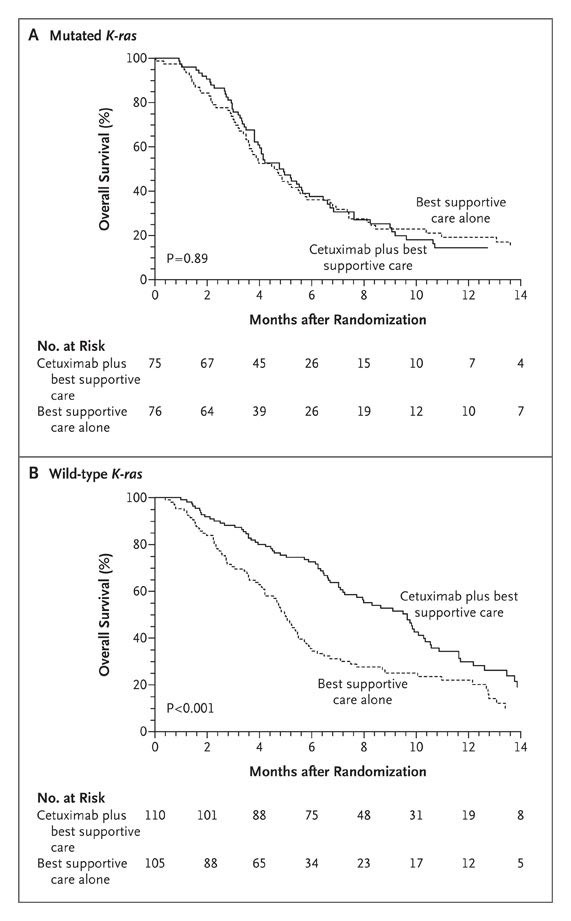 A Mutated K-ras
100
80
60
40
20
0
Overall Survival (%)
Best supportive
care alone
Cetuximab plus best
supportive care
P=0.89
0 2 4 6 8 10 12 14
Months after Randomization
No. at Risk
Cetuximab plus
best supportive
care
75 67 45 26 15 10 7 4
Best supportive
care alone
76 64 39 26 19 12 10 7
B Wild-type K-ras
100
80
60
40
20
0
Overall Survival (%)
Cetuximab plus best
supportive care
Best supportive
care alone
P<0.001
0 2 4 6 8 10 12 14
Months after Randomization
No. at Risk
Cetuximab plus
best supportive
care
110 101 88 75 48 31 19 8
Best supportive
care alone
105 88 65 34 23 17 12 5